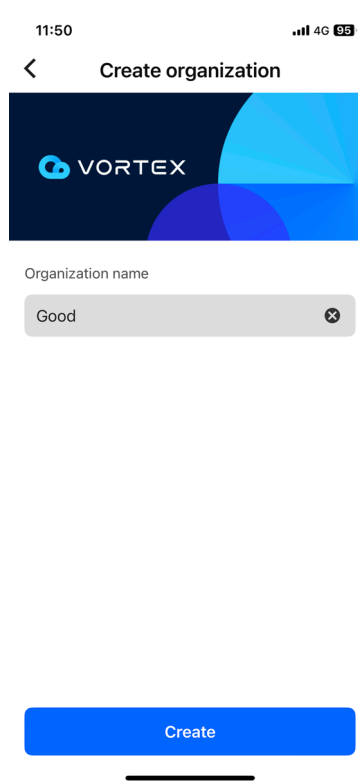 11:50 4G 95
Create organization
VORTEX
Organization name
Good
Create